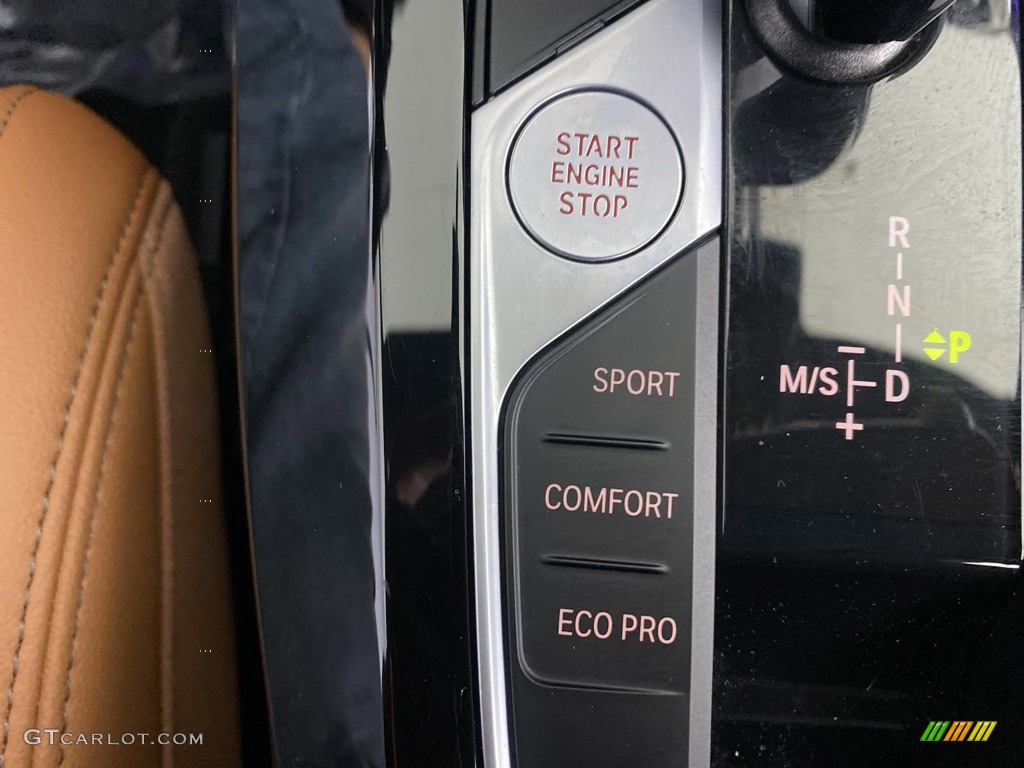 START
ENGINE
STOP
R
N
P
M/S D
SPORT
COMFORT
ECO PRO
GTCARLOT.COM